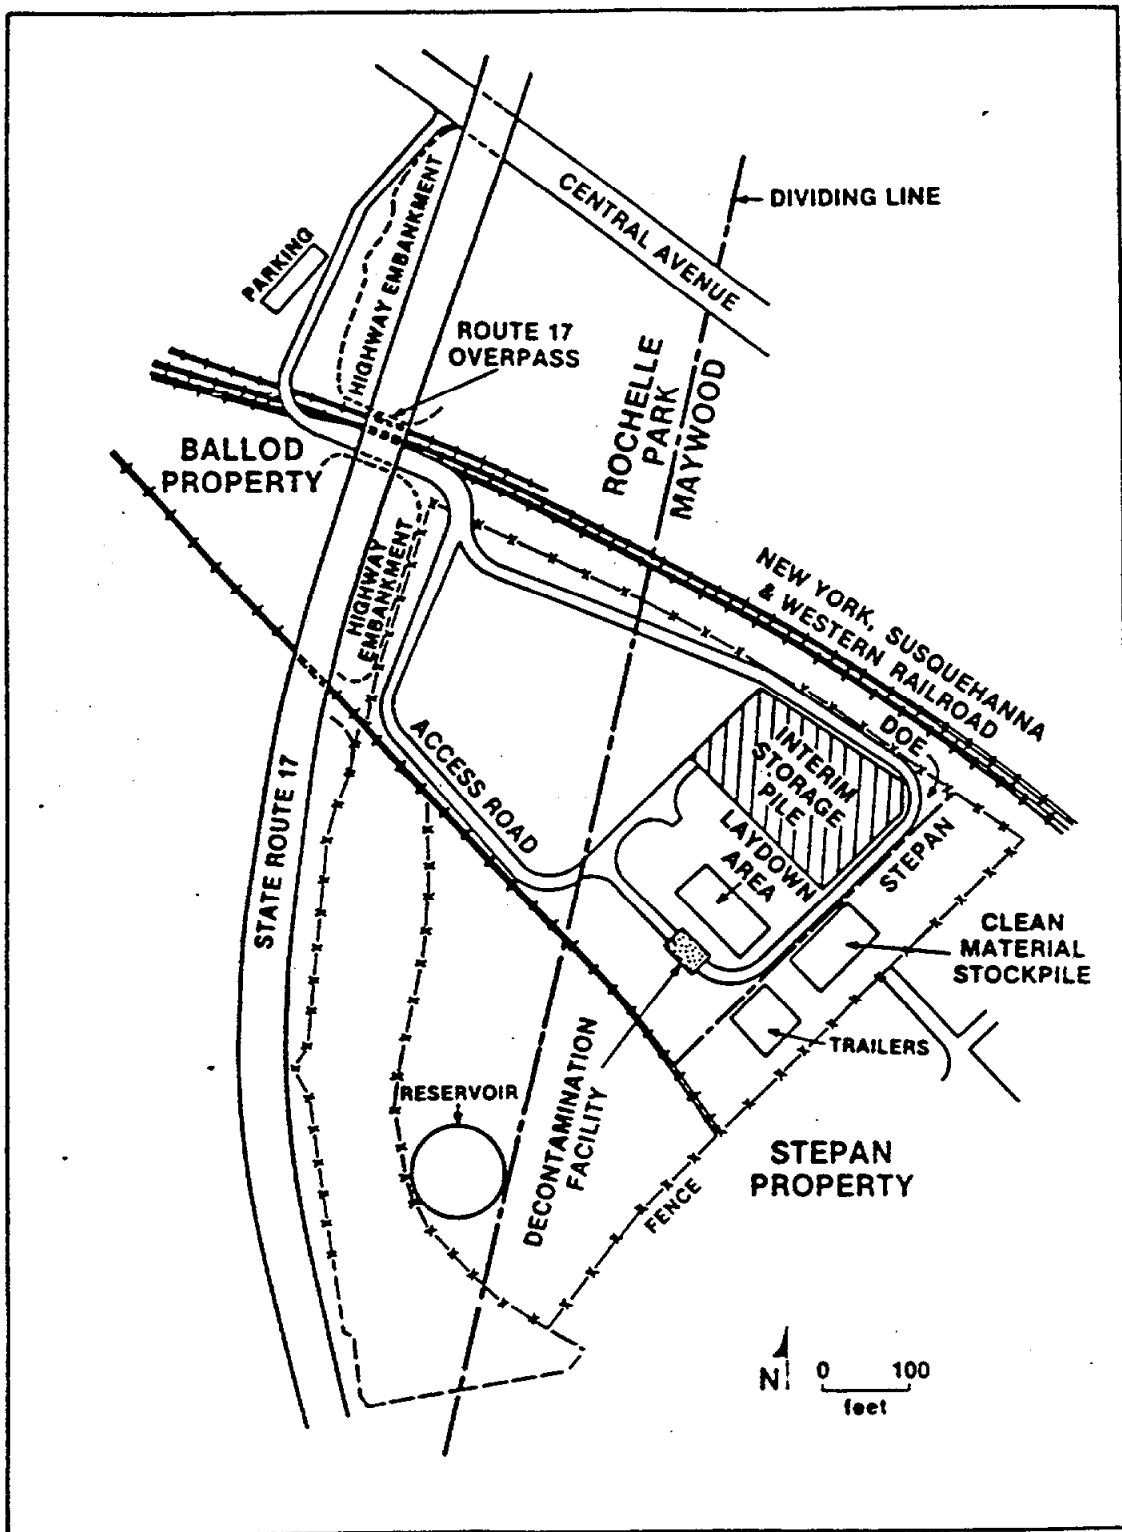 CENTRAL AVENUE
DIVIDING LINE
HIGHWAY EMBANKMENT
PARKING
ROUTE 17
OVERPASS
ROCHELLE
PARK
MAYWOOD
BALLOD
PROPERTY
HIGHWAY
EMBANKMENT
NEW YORK, SUSQUEHANNA
& WESTERN RAILROAD
DOE
INTERIM
STORAGE
PILE
ACCESS ROAD
LAYDOWN
AREA
STEPAN
STATE ROUTE 17
CLEAN
MATERIAL
STOCKPILE
TRAILERS
DECONTAMINATION
FACILITY
RESERVOIR
STEPAN
PROPERTY
FENCE
N
0 100
feet